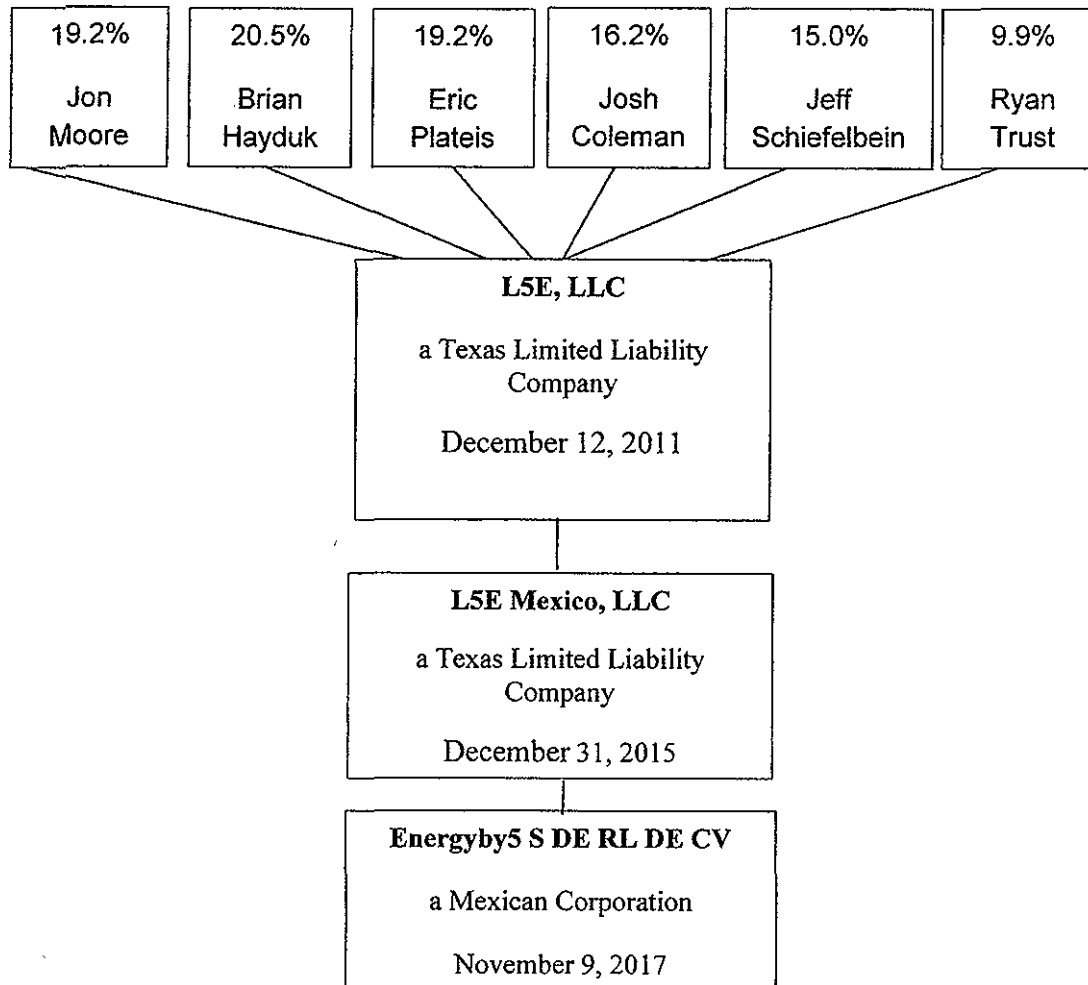 19.2%
Jon
Moore
20.5%
Brian
Hayduk
19.2%
Eric
Plateis
16.2%
Josh
Coleman
15.0%
Jeff
Schiefelbein
9.9%
Ryan
Trust
L5E, LLC
a Texas Limited Liability
Company
December 12, 2011
L5E Mexico, LLC
a Texas Limited Liability
Company
December 31, 2015
Energyby5 S DE RL DE CV
a Mexican Corporation
November 9, 2017